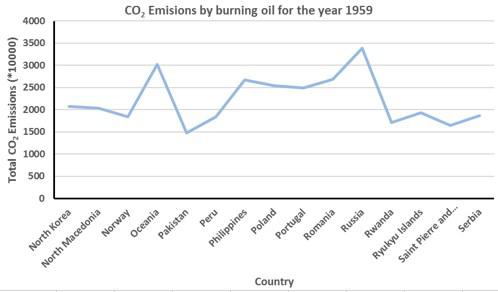 CO₂ Emisions by burning oil for the year 1959
Total CO₂ Emissions (*10000)
4000
3500
3000
2500
2000
1500
1000
500
0
North Korea
North Macedonia
Norway
Oceania
Pakistan
Peru
Philippines
Poland
Portugal
Romania
Russia
Rwanda
Ryukyu Islands
Saint Pierre and...
Serbia
Country